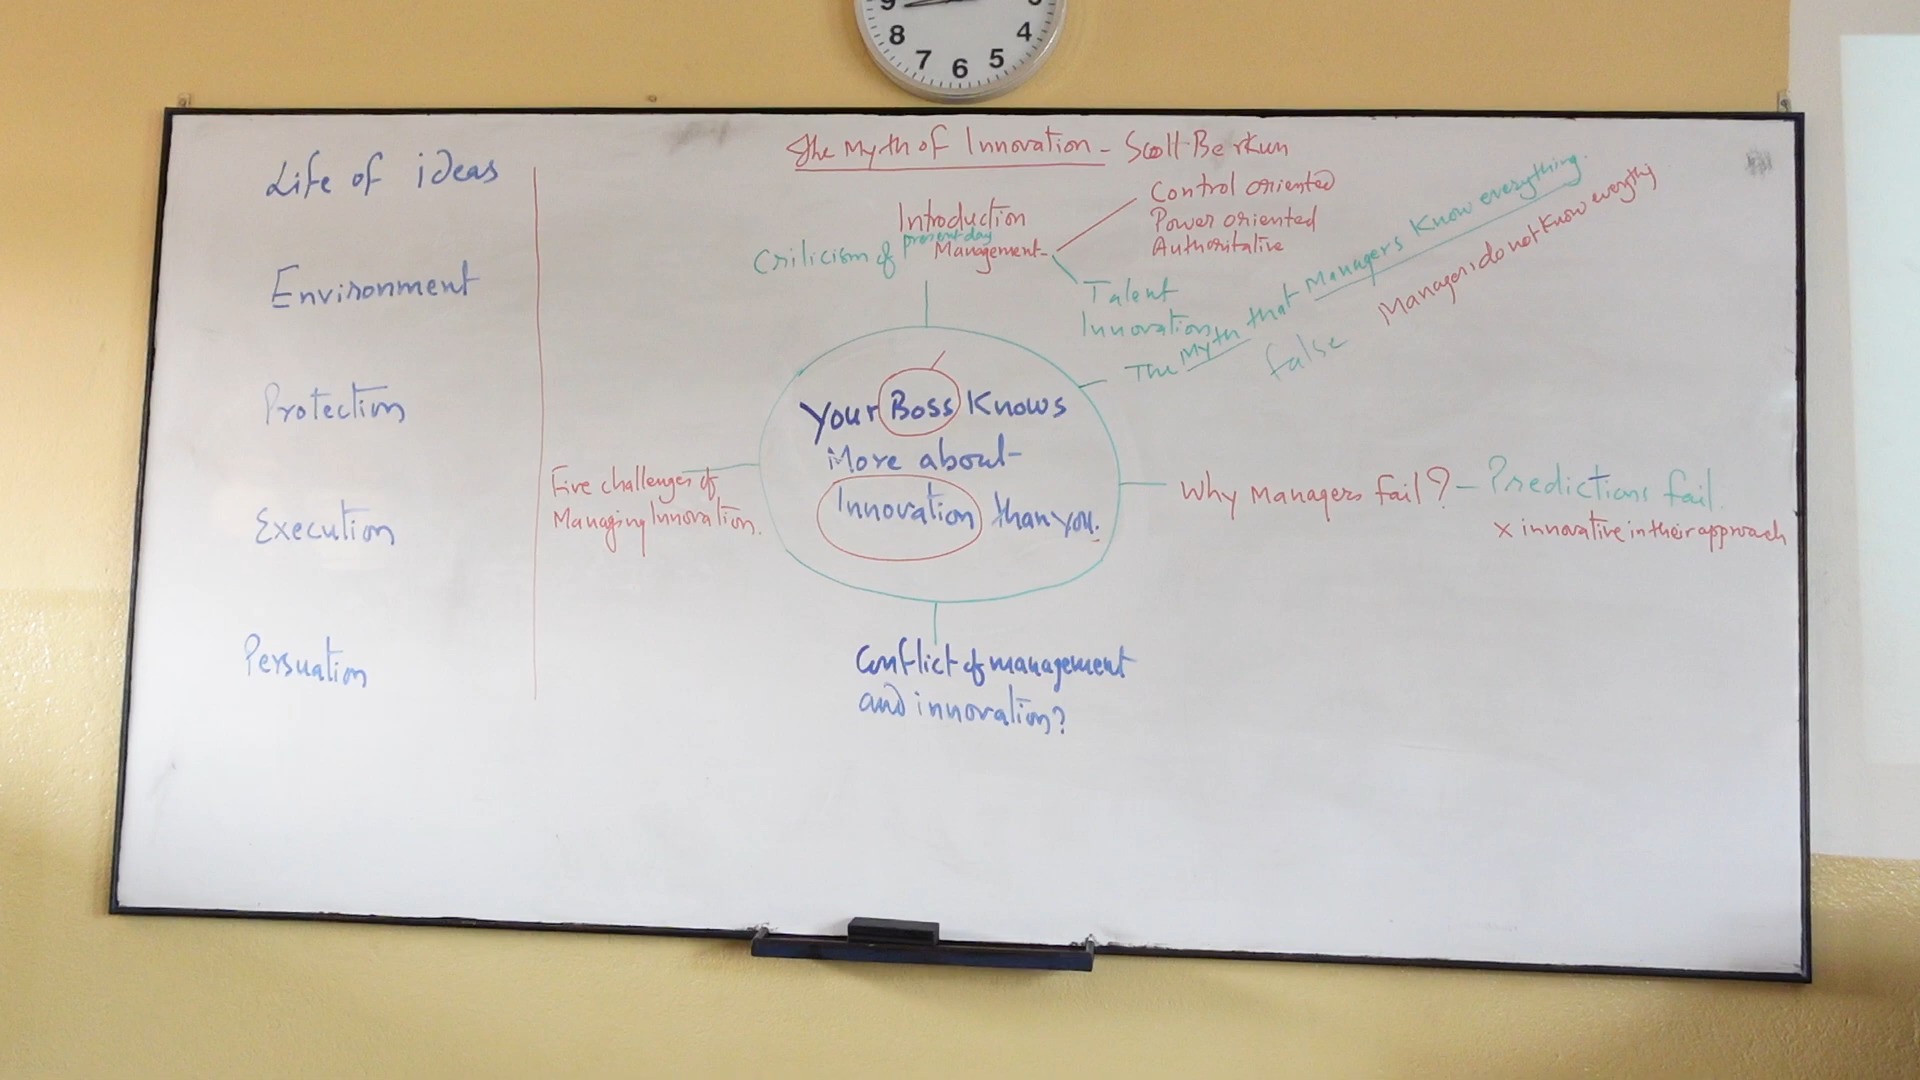 9
3
8
4
7
6
5
The Myth of Innovation - Scott Berkun
Life of ideas
Environment
Protection
Execution
Persuation
Introduction
Criticism of present day Management
Control oriented
Power oriented
Authoritative
Talent
Innovation
The Myth that Managers Know everything.
False
Managers do not know everythg
Your Boss Knows
More about
Innovation than you.
Five challenges of
Managing Innovation.
Why Managers Fail? - Predictions fail.
x innovative in their approach
Conflict of management
and innovation?